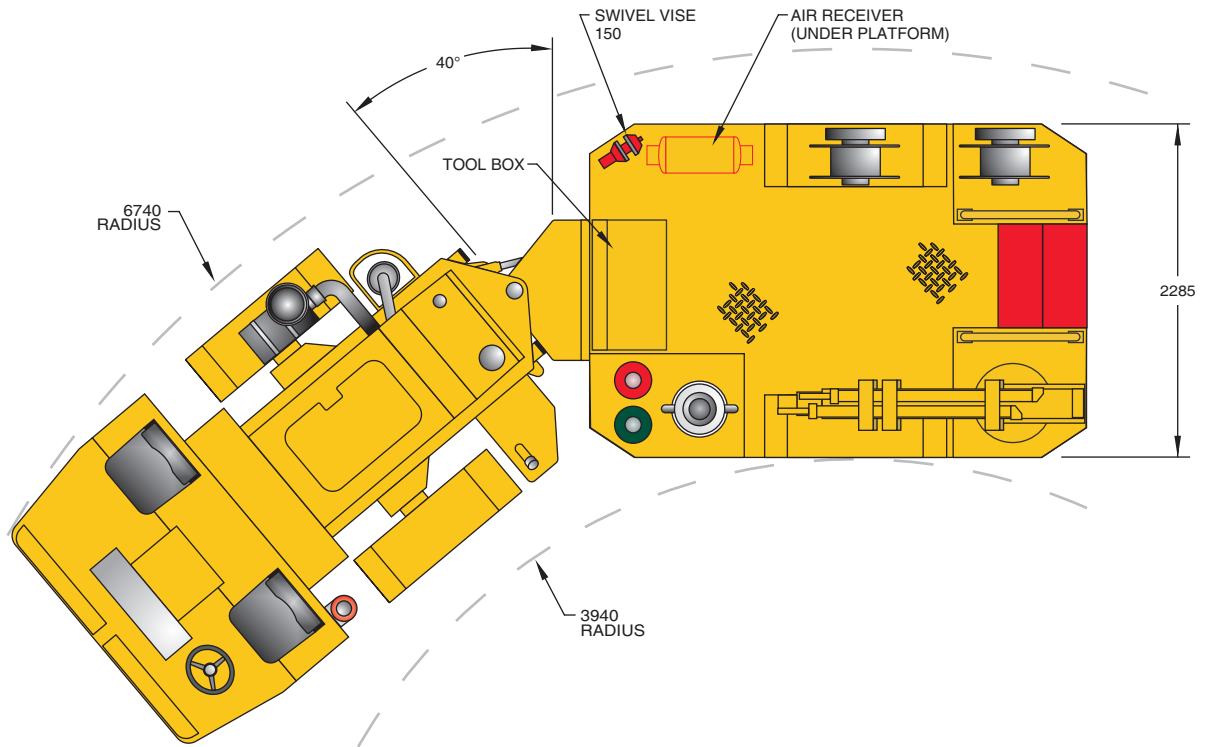 SWIVEL VISE
150
AIR RECEIVER
(UNDER PLATFORM)
40°
TOOL BOX
6740
RADIUS
2285
3940
RADIUS